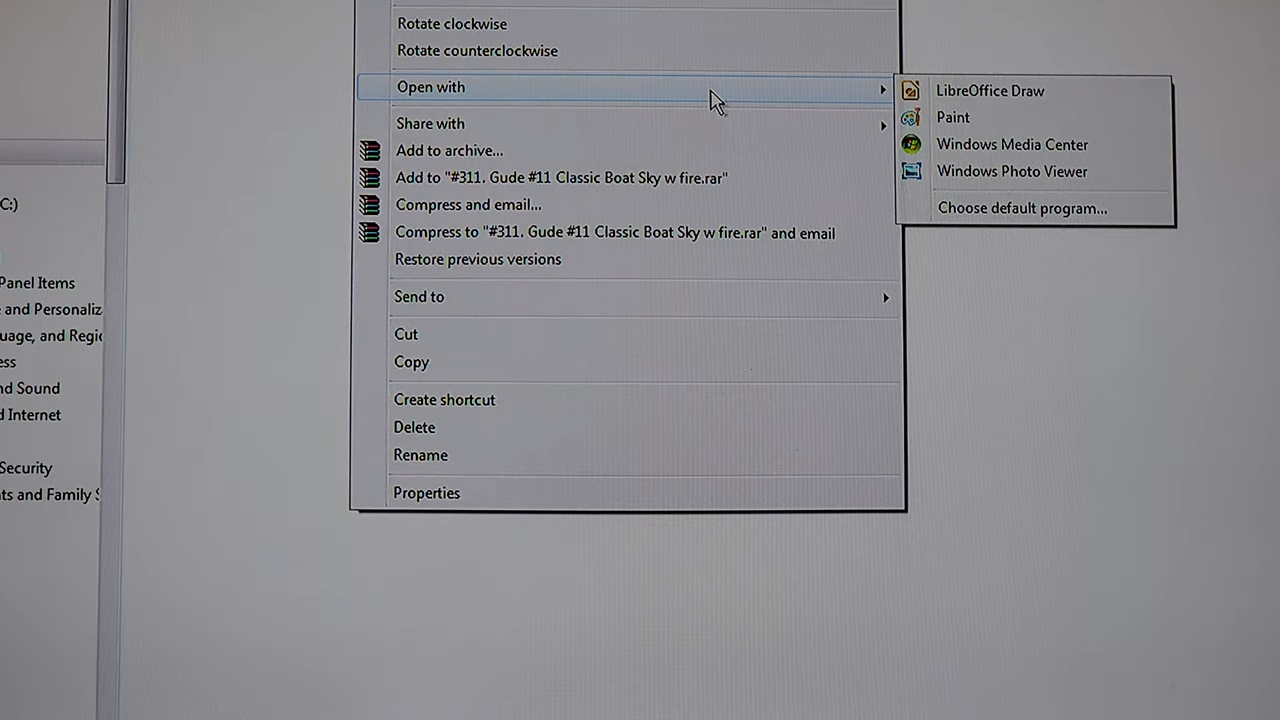 Rotate clockwise
Rotate counterclockwise
Open with
Share with
Add to archive...
Add to "#311. Gude #11 Classic Boat Sky w fire.rar"
Compress and email...
Compress to "#311. Gude #11 Classic Boat Sky w fire.rar" and email
Restore previous versions
Send to
Cut
Copy
Create shortcut
Delete
Rename
Properties
LibreOffice Draw
Paint
Windows Media Center
Windows Photo Viewer
Choose default program...
C:)
Panel Items
e and Personaliz
uage, and Regio
ess
nd Sound
d Internet
Security
nts and Family S